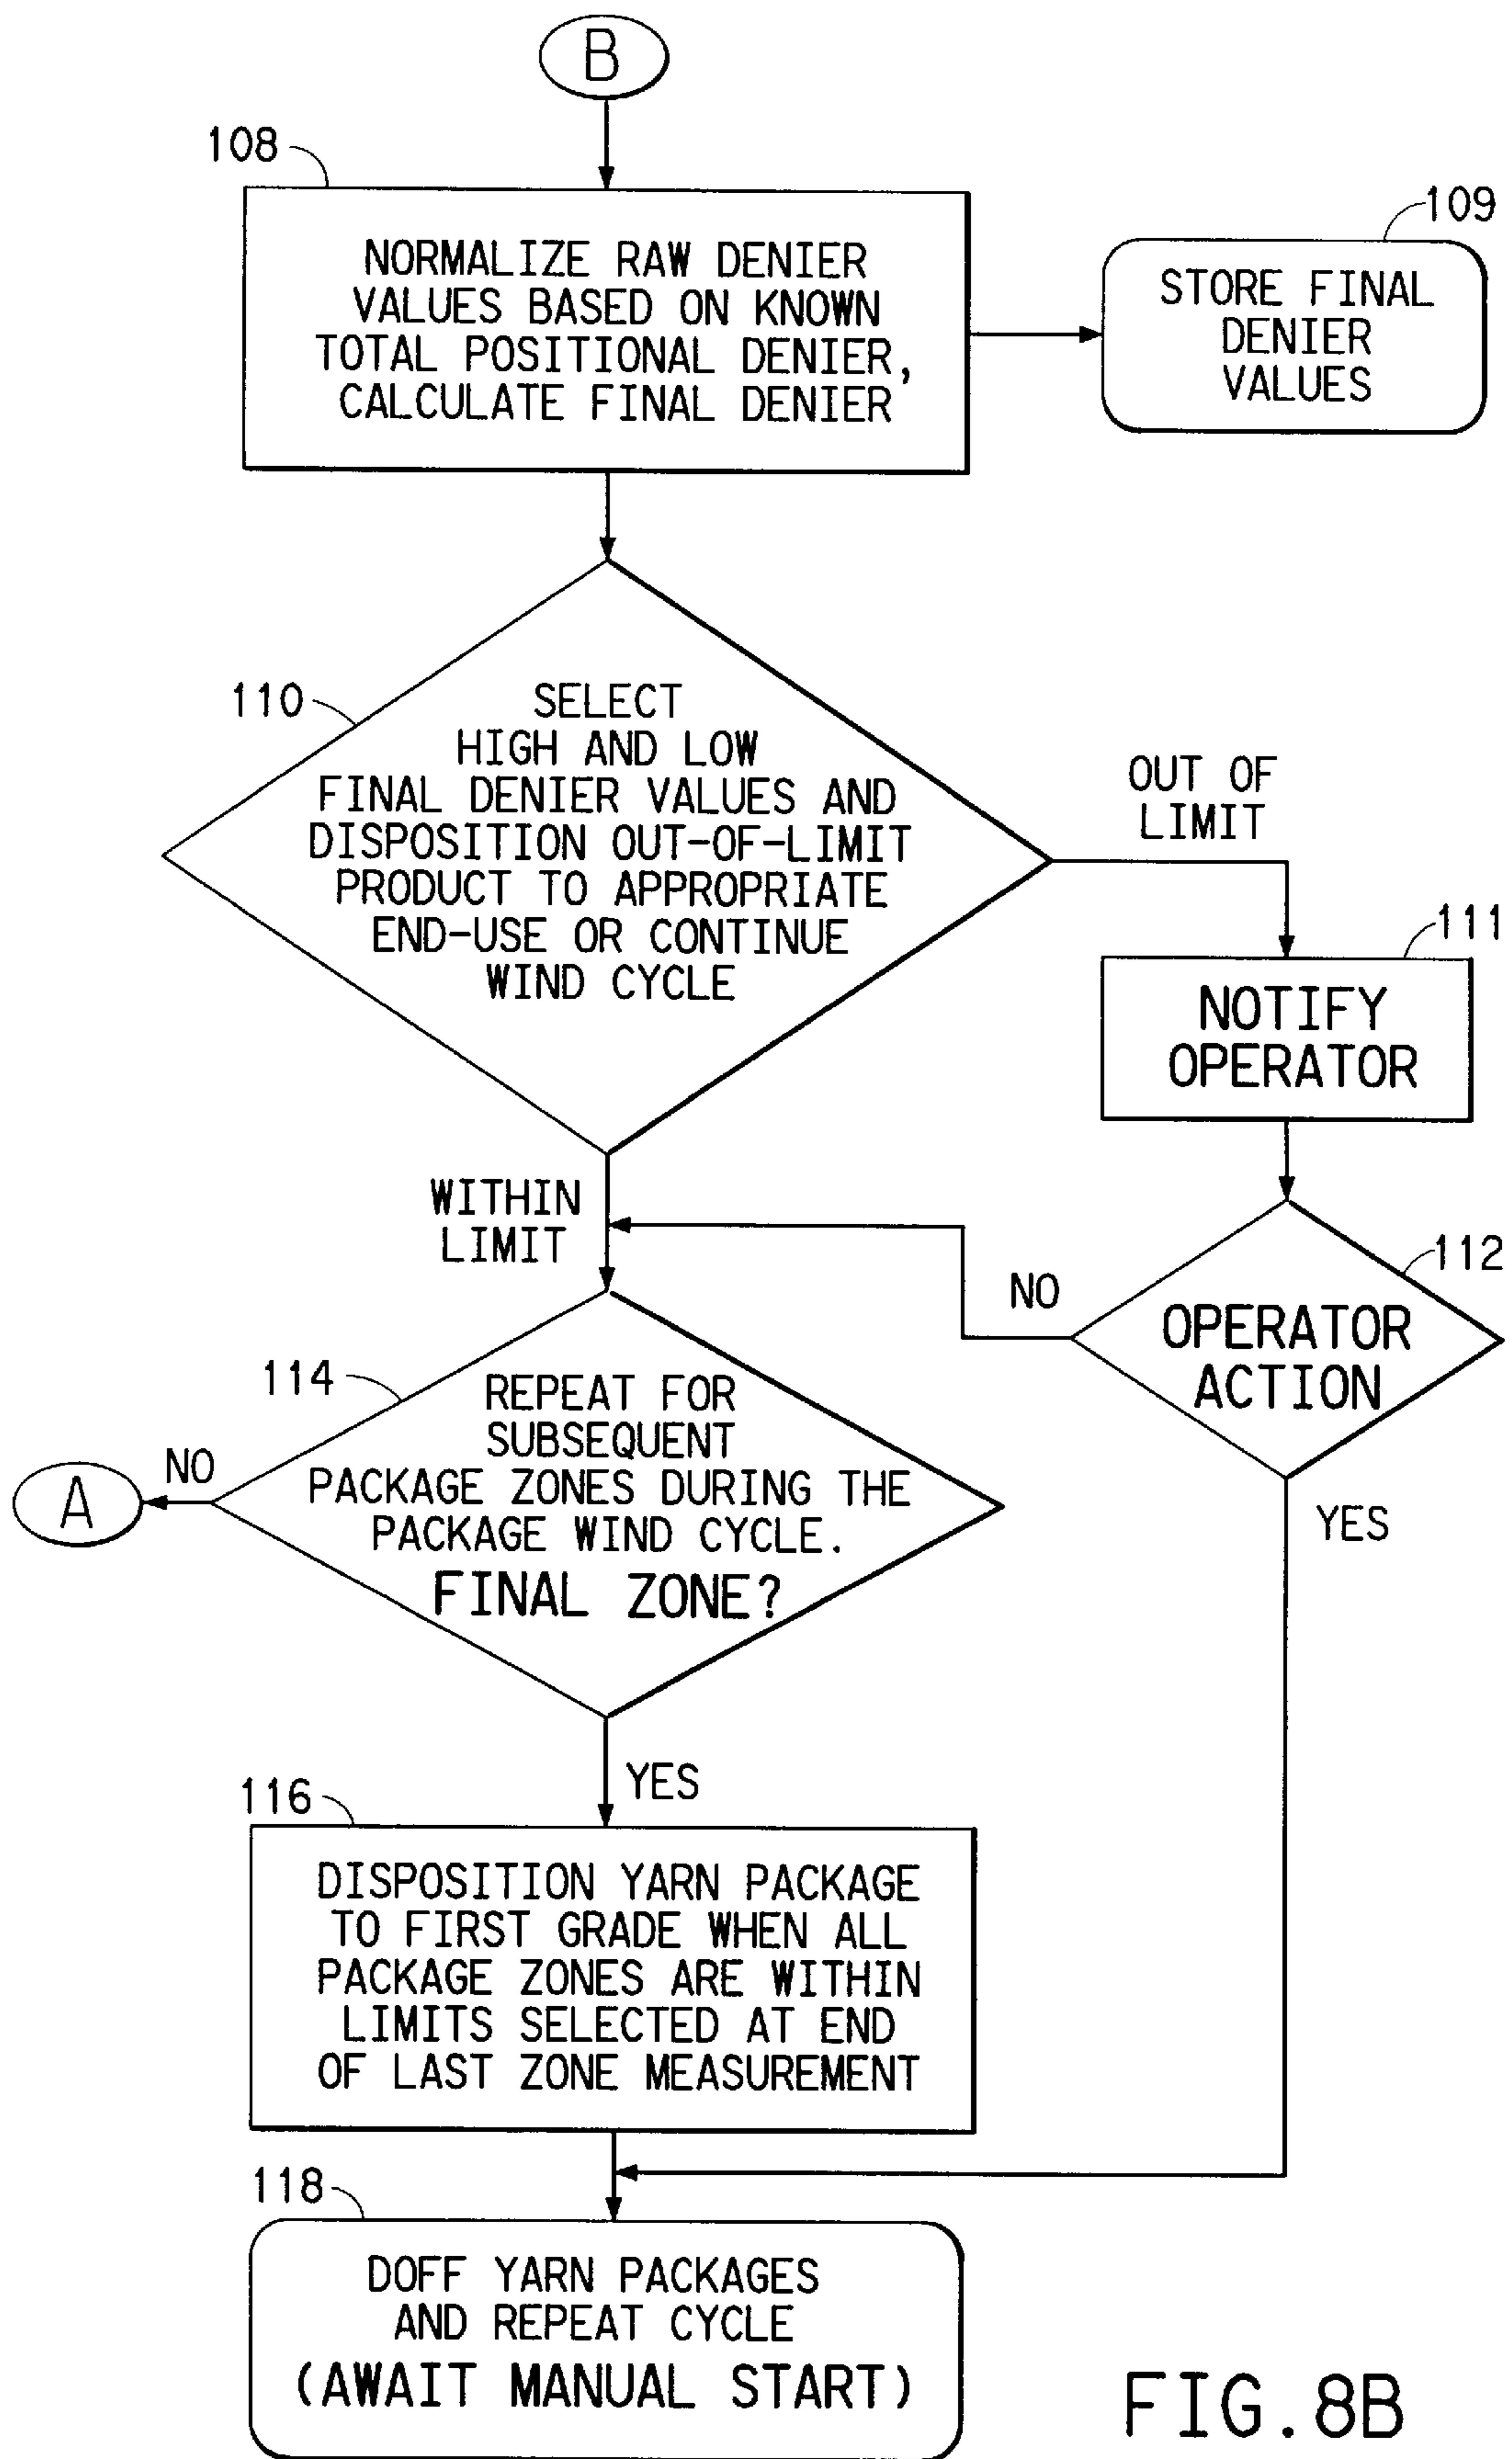 B
108
NORMALIZE RAW DENIER
VALUES BASED ON KNOWN
TOTAL POSITIONAL DENIER,
CALCULATE FINAL DENIER
109
STORE FINAL
DENIER
VALUES
110
SELECT
HIGH AND LOW
FINAL DENIER VALUES AND
DISPOSITION OUT-OF-LIMIT
PRODUCT TO APPROPRIATE
END-USE OR CONTINUE
WIND CYCLE
OUT OF
LIMIT
111
NOTIFY
OPERATOR
WITHIN
LIMIT
112
OPERATOR
ACTION
NO
YES
114
REPEAT FOR
SUBSEQUENT
PACKAGE ZONES DURING THE
PACKAGE WIND CYCLE.
FINAL ZONE?
NO
A
YES
116
DISPOSITION YARN PACKAGE
TO FIRST GRADE WHEN ALL
PACKAGE ZONES ARE WITHIN
LIMITS SELECTED AT END
OF LAST ZONE MEASUREMENT
118
DOFF YARN PACKAGES
AND REPEAT CYCLE
(AWAIT MANUAL START)
FIG.8B